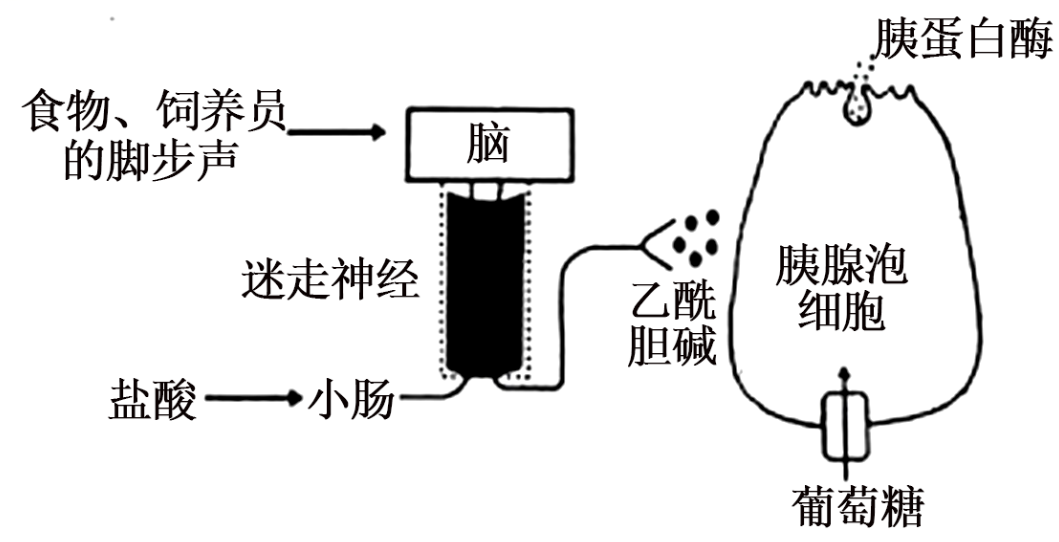 胰蛋白酶
食物、饲养员
的脚步声
脑
迷走神经
乙酰
胆碱
胰腺泡
细胞
盐酸
小肠
葡萄糖